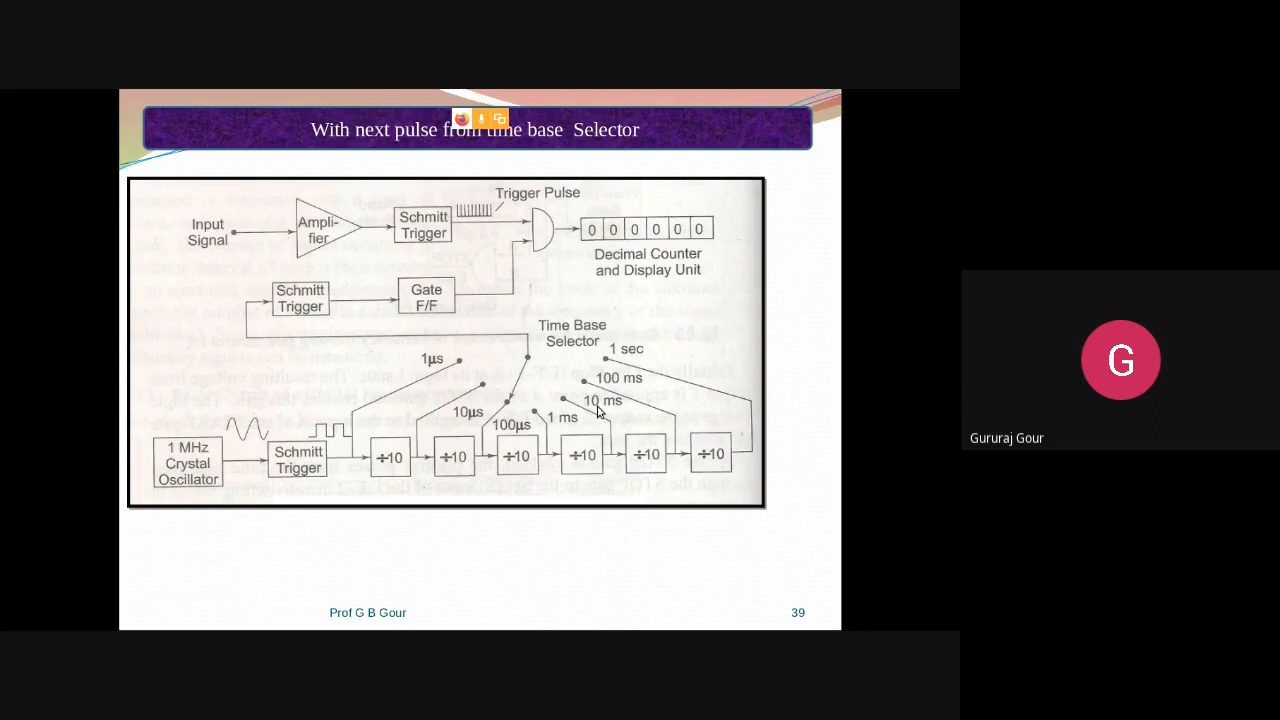 With next pulse from time base Selector
Trigger Pulse
Input
Signal
Ampli-
fier
Schmitt
Trigger
0 0 0 0 0 0
Decimal Counter
and Display Unit
Schmitt
Trigger
Gate
F/F
Time Base
Selector
1 sec
1µs
100 ms
10µs
10 ms
100µs
1 ms
1 MHz
Crystal
Oscillator
Schmitt
Trigger
÷10
÷10
÷10
÷10
÷10
÷10
Prof G B Gour
39
G
Gururaj Gour